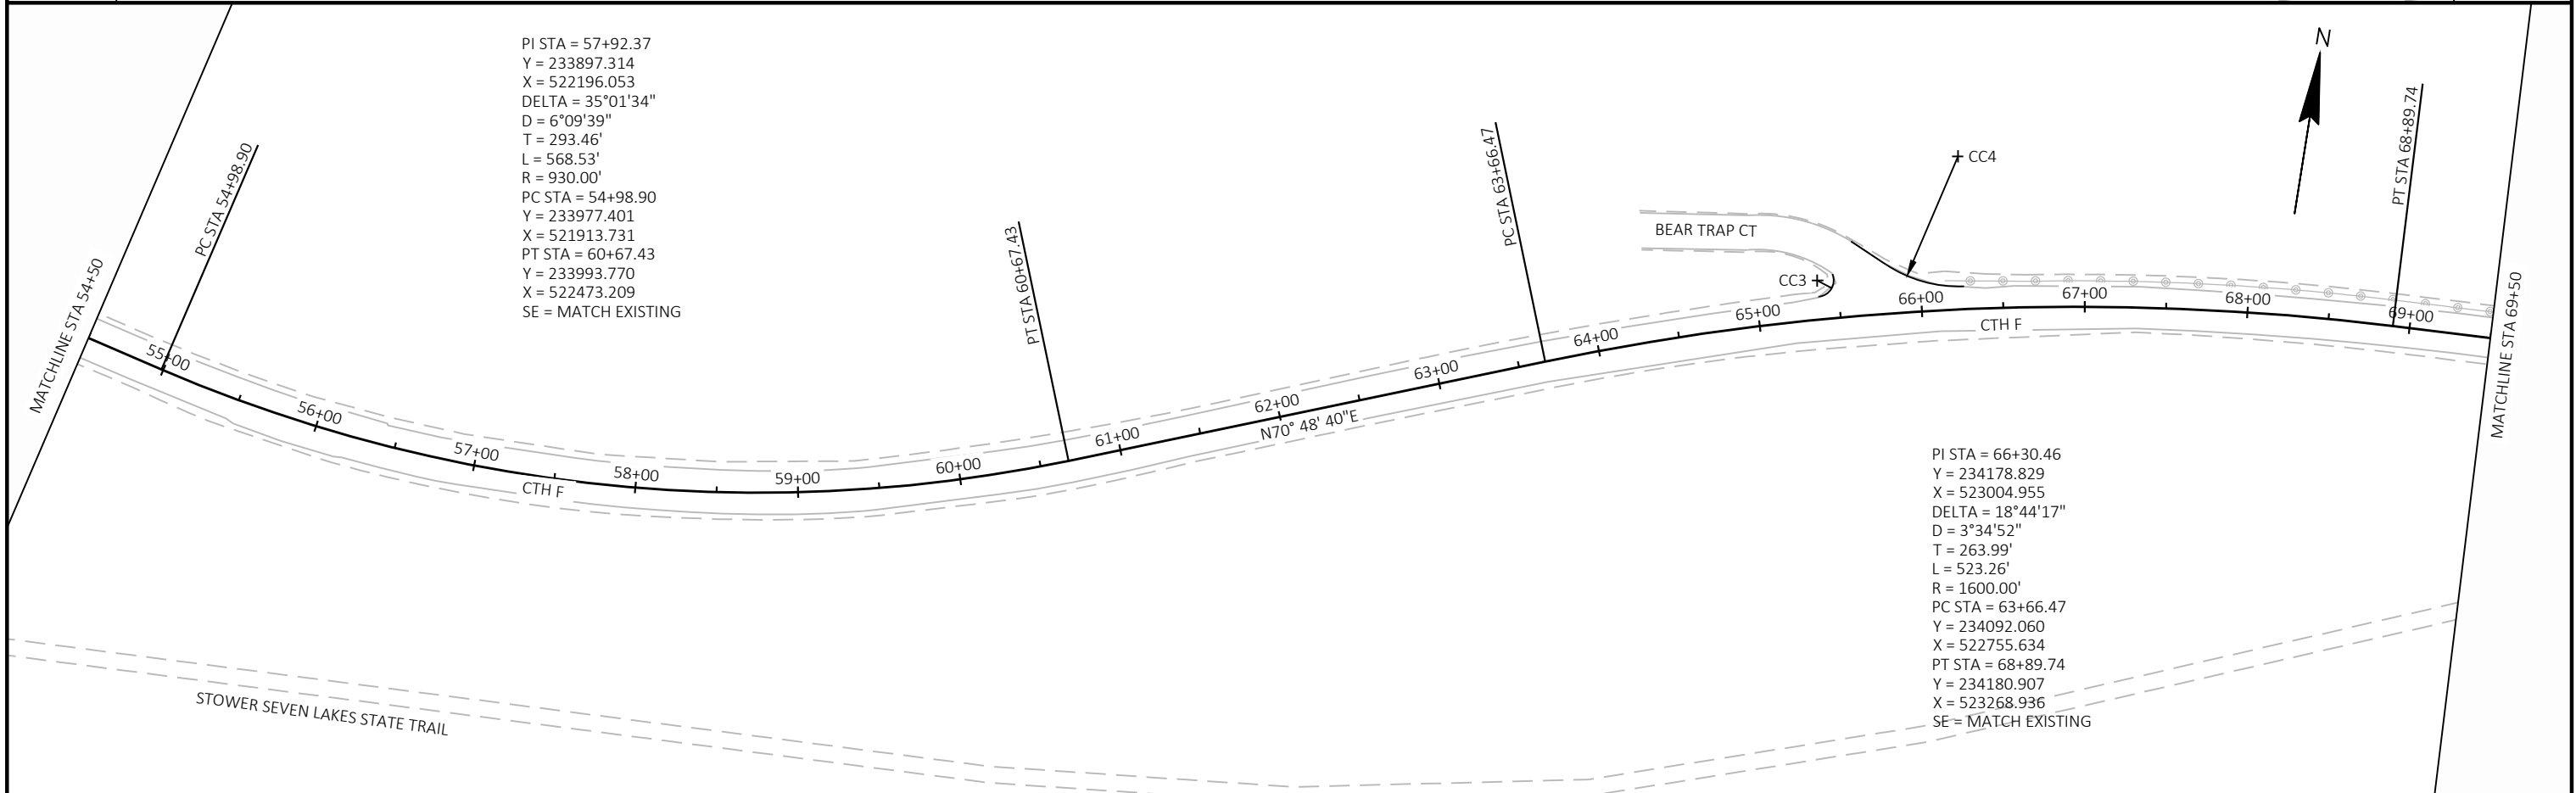 PI STA = 57+92.37
Y = 233897.314
X = 522196.053
DELTA = 35°01'34"
D = 6°09'39"
T = 293.46'
L = 568.53'
R = 930.00'
PC STA = 54+98.90
Y = 233977.401
X = 521913.731
PT STA = 60+67.43
Y = 233993.770
X = 522473.209
SE = MATCH EXISTING
N
MATCHLINE STA 54+50
PC STA 54+98.90
PT STA 60+67.43
PC STA 63+66.47
PT STA 68+89.74
MATCHLINE STA 69+50
CC4
BEAR TRAP CT
CC3
55+00
56+00
57+00
58+00
59+00
60+00
61+00
62+00
63+00
64+00
65+00
66+00
67+00
68+00
69+00
CTH F
N70° 48' 40"E
CTH F
PI STA = 66+30.46
Y = 234178.829
X = 523004.955
DELTA = 18°44'17"
D = 3°34'52"
T = 263.99'
L = 523.26'
R = 1600.00'
PC STA = 63+66.47
Y = 234092.060
X = 522755.634
PT STA = 68+89.74
Y = 234180.907
X = 523268.936
SE = MATCH EXISTING
STOWER SEVEN LAKES STATE TRAIL